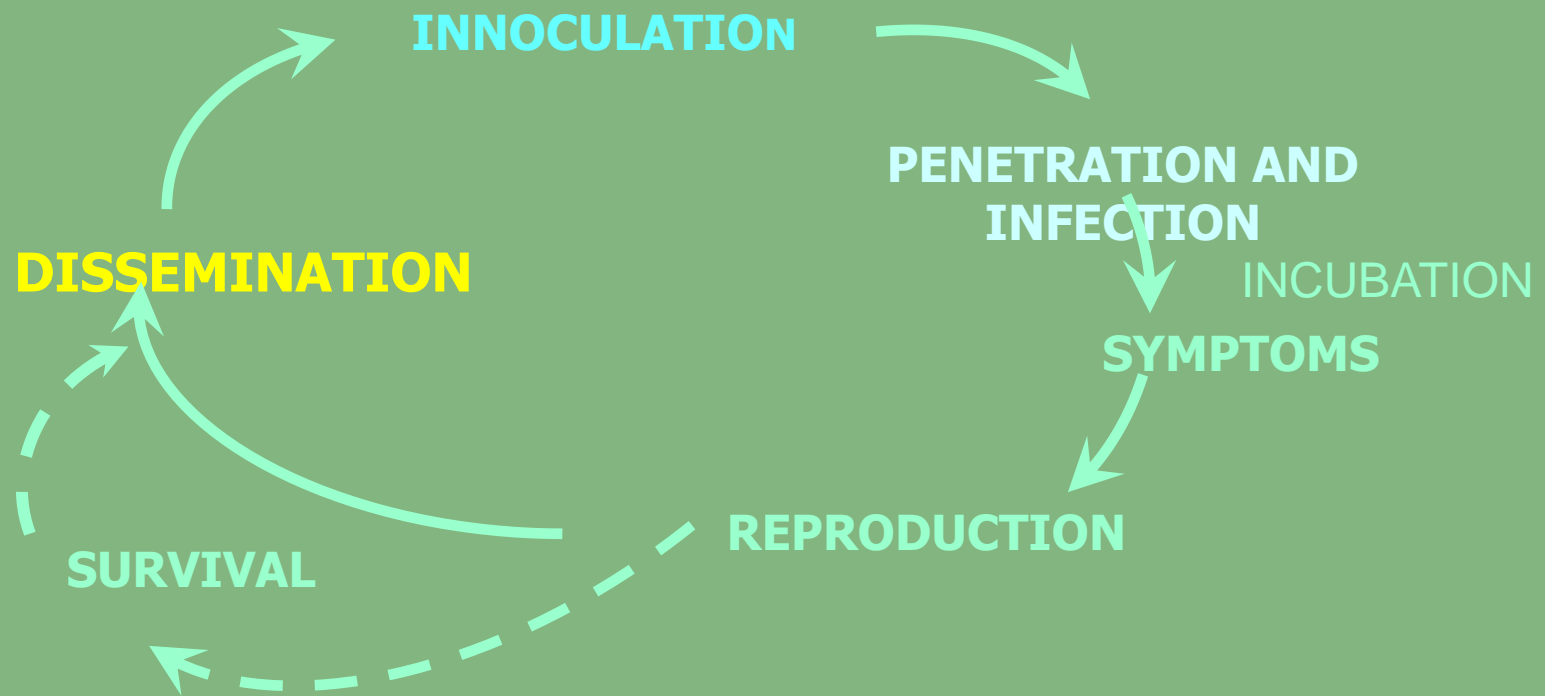 INNOCULATION
PENETRATION AND
INFECTION
DISSEMINATION
INCUBATION
SYMPTOMS
REPRODUCTION
SURVIVAL